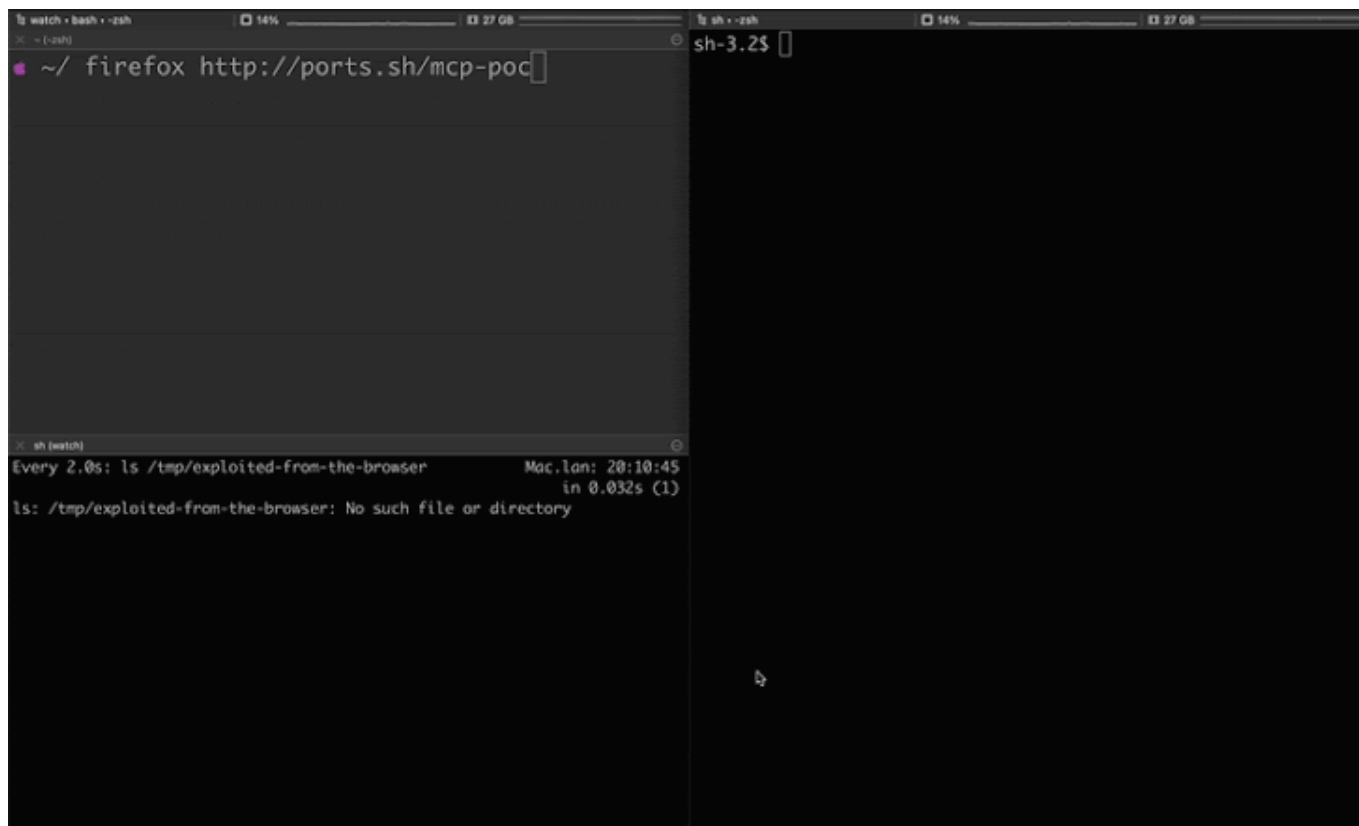 watch • bash • -zsh 14% 27 GB
~ (-zsh)
~/ firefox http://ports.sh/mcp-poc
sh (watch)
Every 2.0s: ls /tmp/exploited-from-the-browser Mac.lan: 20:10:45
in 0.032s (1)
ls: /tmp/exploited-from-the-browser: No such file or directory
sh • -zsh 14% 27 GB
sh-3.2$